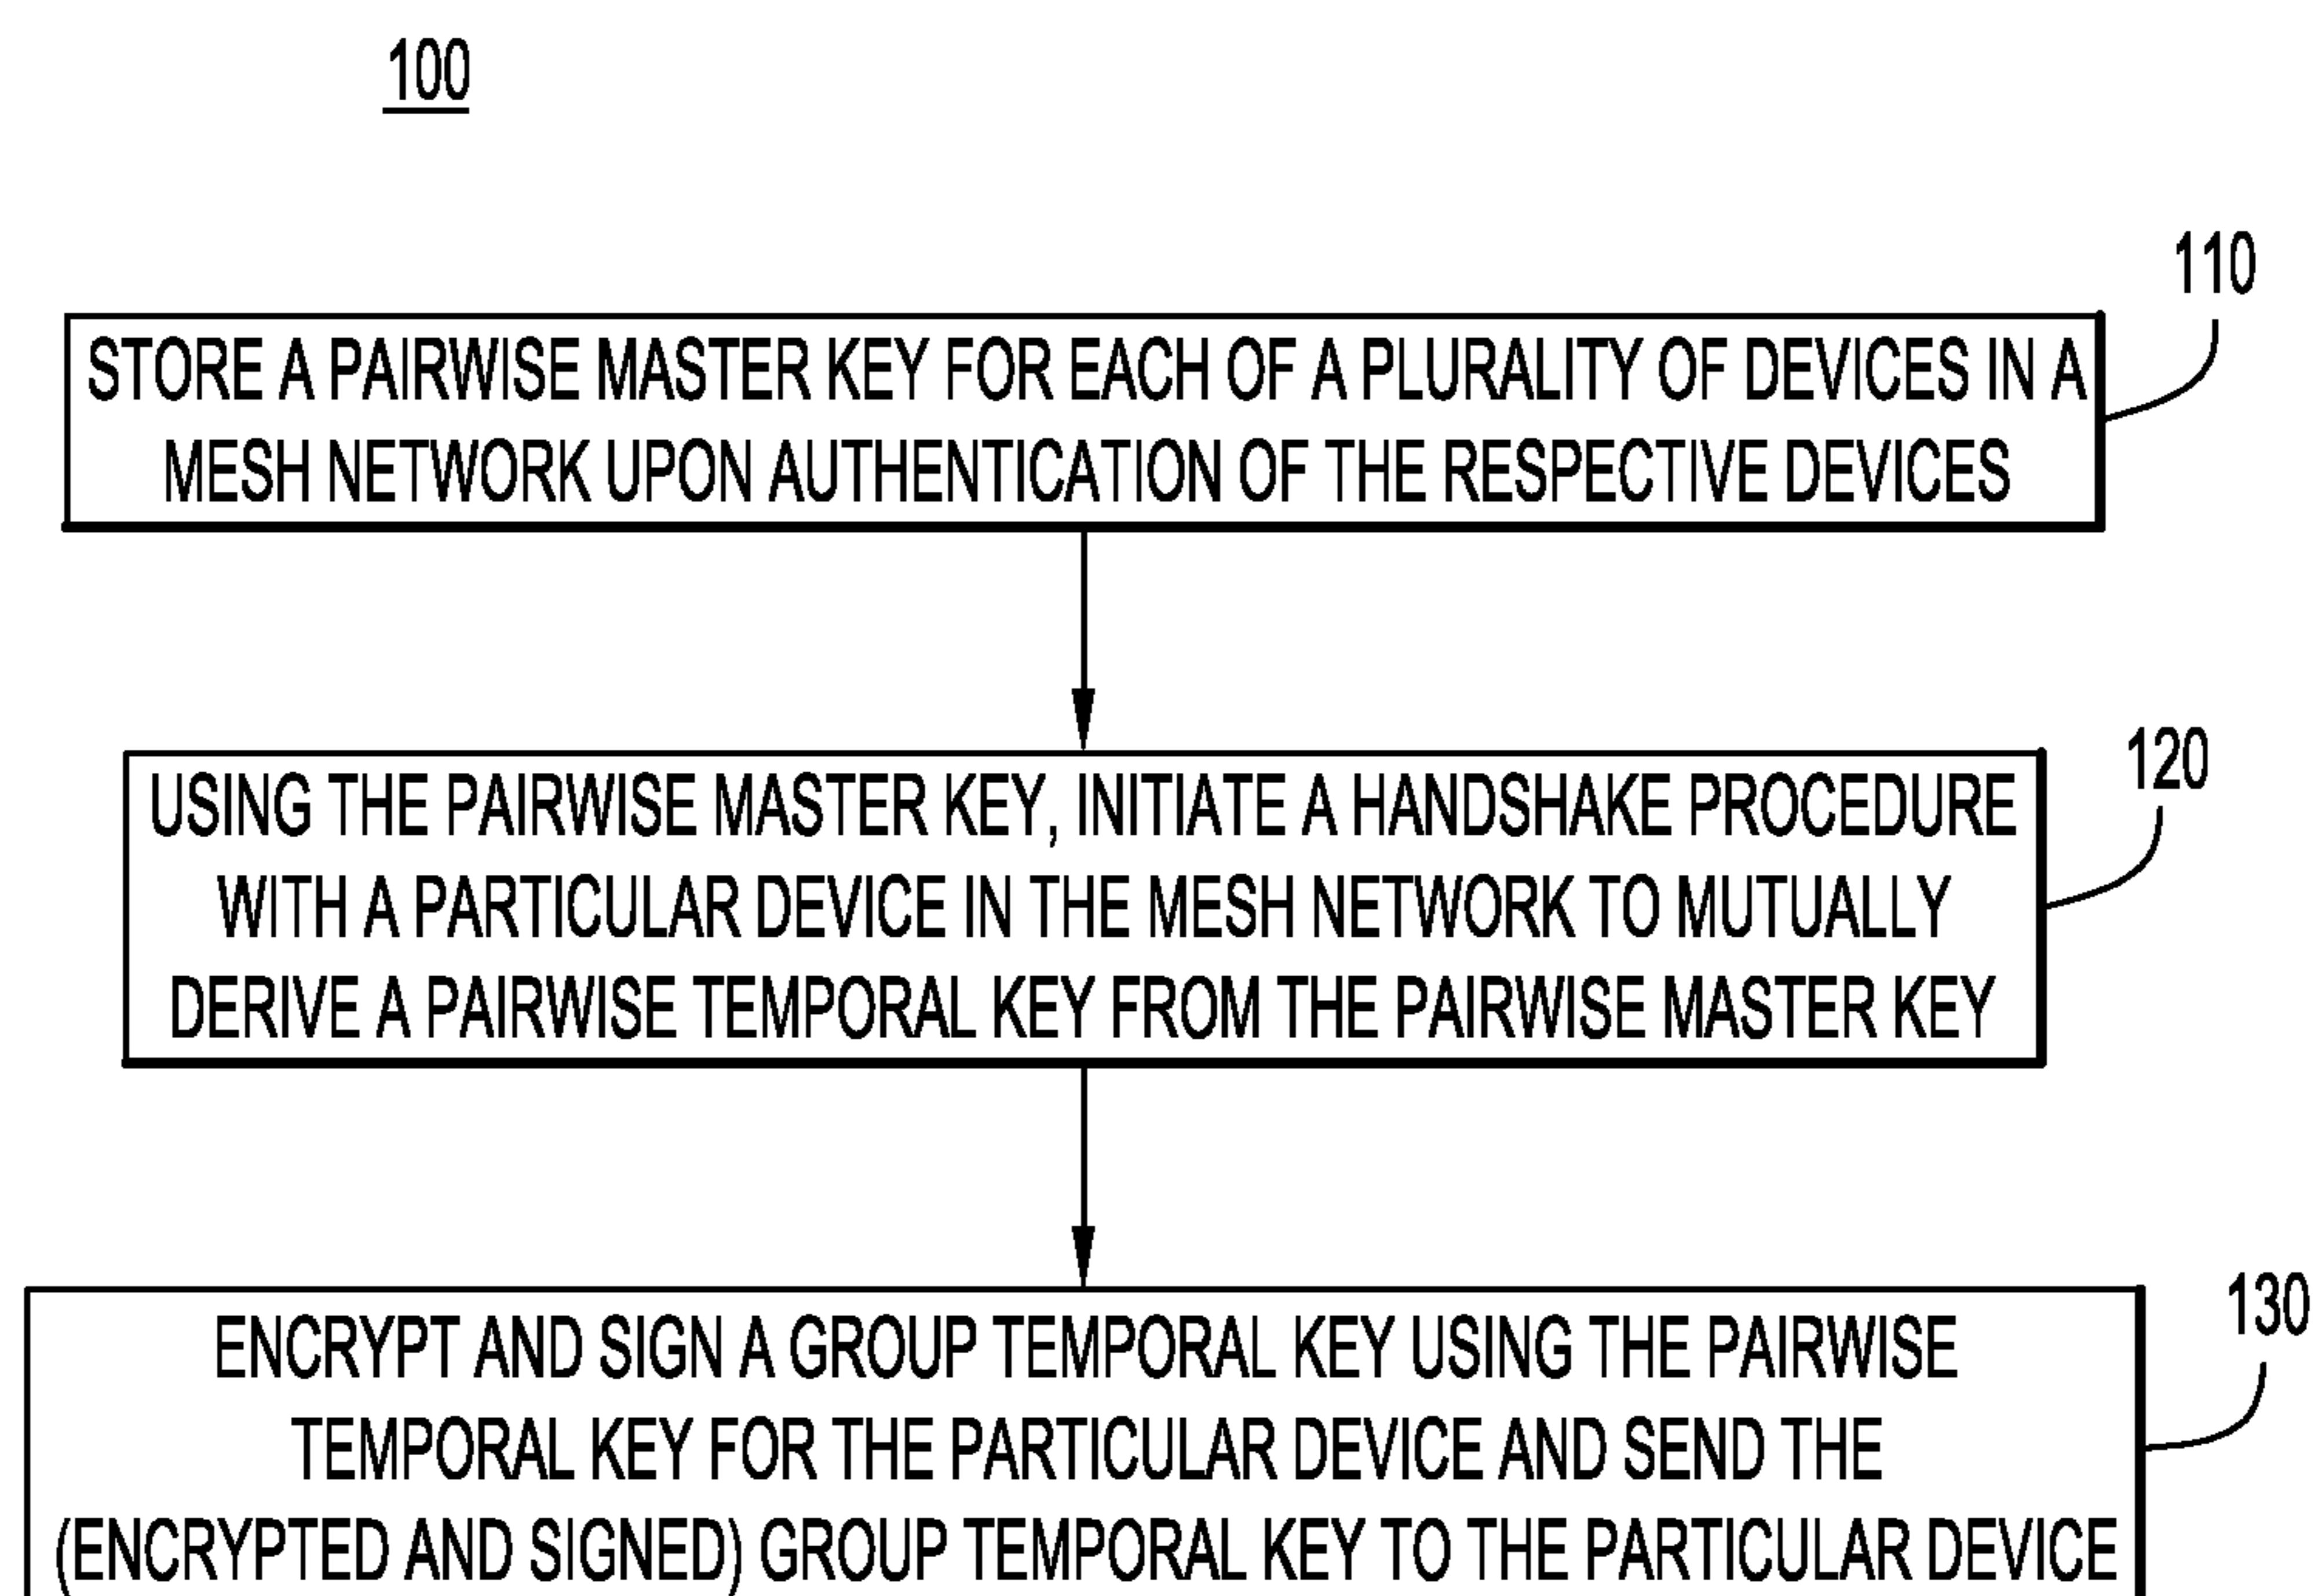 100
110
STORE A PAIRWISE MASTER KEY FOR EACH OF A PLURALITY OF DEVICES IN A
MESH NETWORK UPON AUTHENTICATION OF THE RESPECTIVE DEVICES
120
USING THE PAIRWISE MASTER KEY, INITIATE A HANDSHAKE PROCEDURE
WITH A PARTICULAR DEVICE IN THE MESH NETWORK TO MUTUALLY
DERIVE A PAIRWISE TEMPORAL KEY FROM THE PAIRWISE MASTER KEY
130
ENCRYPT AND SIGN A GROUP TEMPORAL KEY USING THE PAIRWISE
TEMPORAL KEY FOR THE PARTICULAR DEVICE AND SEND THE
(ENCRYPTED AND SIGNED) GROUP TEMPORAL KEY TO THE PARTICULAR DEVICE